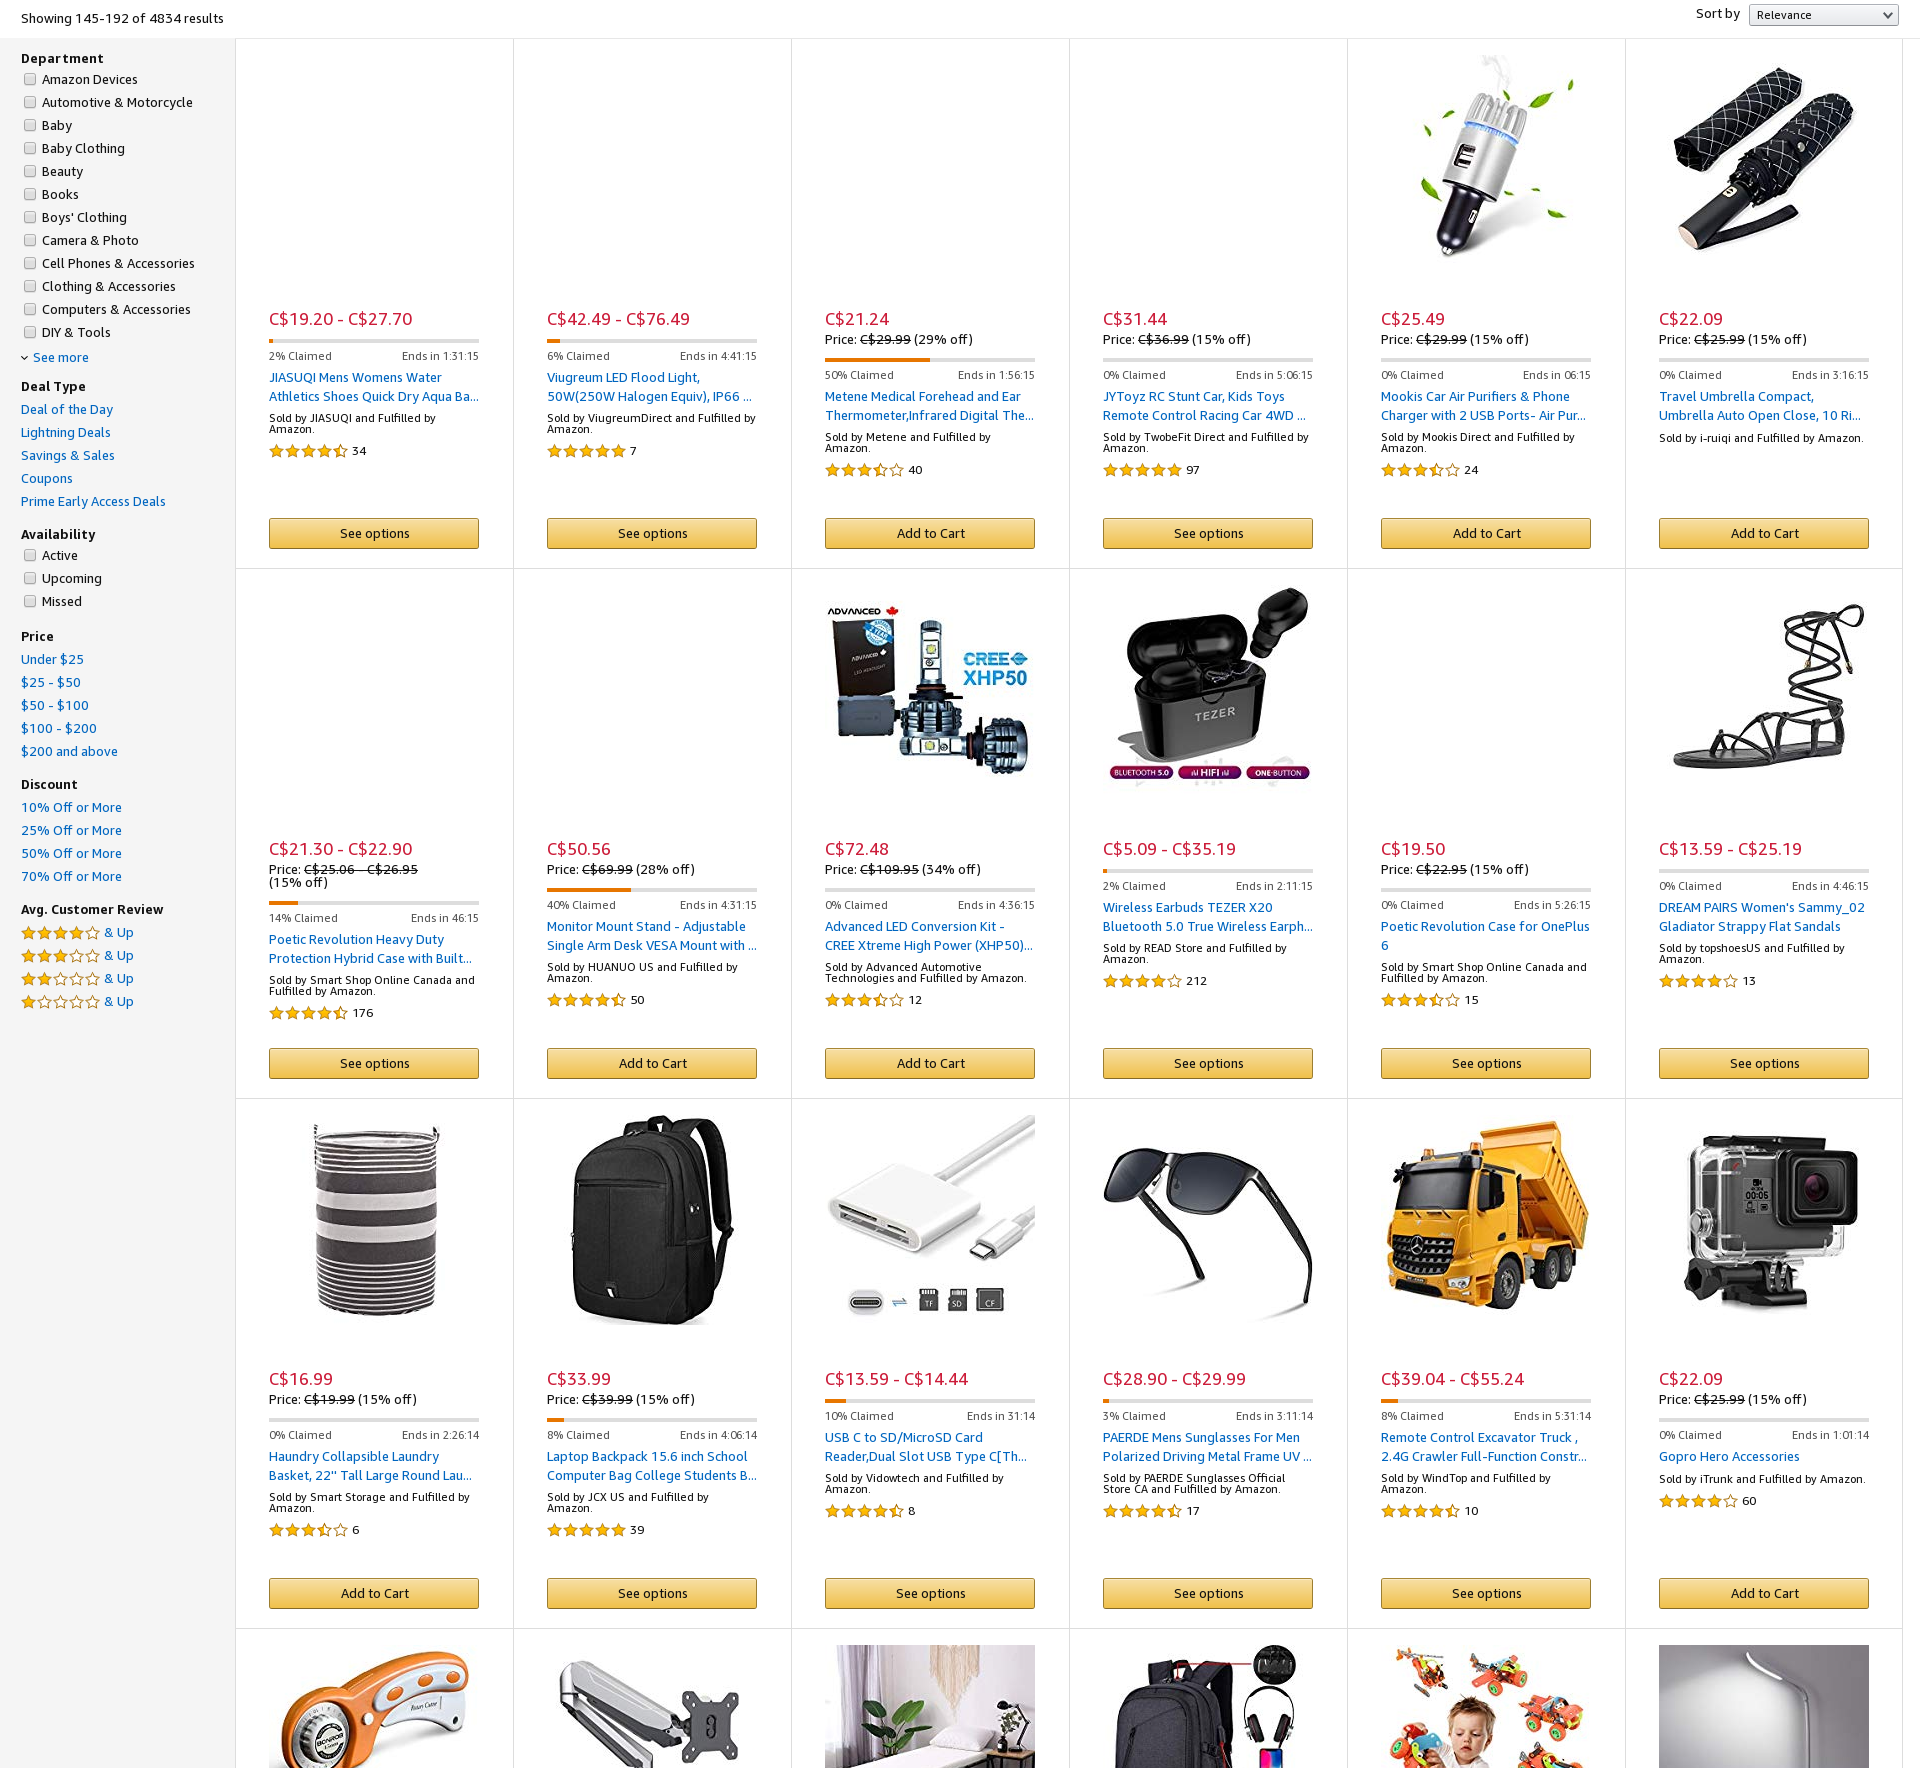 Showing 145-192 of 4834 results
Sort by
Relevance
Department
Amazon Devices
Automotive & Motorcycle
Baby
Baby Clothing
Beauty
Books
Boys' Clothing
Camera & Photo
Cell Phones & Accessories
Clothing & Accessories
Computers & Accessories
DIY & Tools
See more
Deal Type
Deal of the Day
Lightning Deals
Savings & Sales
Coupons
Prime Early Access Deals
Availability
Active
Upcoming
Missed
Price
Under $25
$25 - $50
$50 - $100
$100 - $200
$200 and above
Discount
10% Off or More
25% Off or More
50% Off or More
70% Off or More
Avg. Customer Review
& Up
& Up
& Up
& Up
C$19.20 - C$27.70
2% Claimed Ends in 1:31:15
JIASUQI Mens Womens Water
Athletics Shoes Quick Dry Aqua Ba...
Sold by JIASUQI and Fulfilled by
Amazon.
34
See options
C$42.49 - C$76.49
6% Claimed Ends in 4:41:15
Viugreum LED Flood Light,
50W(250W Halogen Equiv), IP66 ...
Sold by ViugreumDirect and Fulfilled by
Amazon.
7
See options
C$21.24
Price: C$29.99 (29% off)
50% Claimed Ends in 1:56:15
Metene Medical Forehead and Ear
Thermometer,Infrared Digital The...
Sold by Metene and Fulfilled by
Amazon.
40
Add to Cart
C$31.44
Price: C$36.99 (15% off)
0% Claimed Ends in 5:06:15
JYToyz RC Stunt Car, Kids Toys
Remote Control Racing Car 4WD ...
Sold by TwobeFit Direct and Fulfilled by
Amazon.
97
See options
C$25.49
Price: C$29.99 (15% off)
0% Claimed Ends in 06:15
Mookis Car Air Purifiers & Phone
Charger with 2 USB Ports- Air Pur...
Sold by Mookis Direct and Fulfilled by
Amazon.
24
Add to Cart
C$22.09
Price: C$25.99 (15% off)
0% Claimed Ends in 3:16:15
Travel Umbrella Compact,
Umbrella Auto Open Close, 10 Ri...
Sold by i-ruiqi and Fulfilled by Amazon.
Add to Cart
C$21.30 - C$22.90
Price: C$25.06 - C$26.95
(15% off)
14% Claimed Ends in 46:15
Poetic Revolution Heavy Duty
Protection Hybrid Case with Built...
Sold by Smart Shop Online Canada and
Fulfilled by Amazon.
176
See options
C$50.56
Price: C$69.99 (28% off)
40% Claimed Ends in 4:31:15
Monitor Mount Stand - Adjustable
Single Arm Desk VESA Mount with ...
Sold by HUANUO US and Fulfilled by
Amazon.
50
Add to Cart
ADVANCED
ADVANCED
LED HEADLIGHT
CREE
XHP50
C$72.48
Price: C$109.95 (34% off)
0% Claimed Ends in 4:36:15
Advanced LED Conversion Kit -
CREE Xtreme High Power (XHP50)...
Sold by Advanced Automotive
Technologies and Fulfilled by Amazon.
12
Add to Cart
TEZER
BLUETOOTH 5.0 HIFI ONE-BUTTON
C$5.09 - C$35.19
2% Claimed Ends in 2:11:15
Wireless Earbuds TEZER X20
Bluetooth 5.0 True Wireless Earph...
Sold by READ Store and Fulfilled by
Amazon.
212
See options
C$19.50
Price: C$22.95 (15% off)
0% Claimed Ends in 5:26:15
Poetic Revolution Case for OnePlus
6
Sold by Smart Shop Online Canada and
Fulfilled by Amazon.
15
See options
C$13.59 - C$25.19
0% Claimed Ends in 4:46:15
DREAM PAIRS Women's Sammy_02
Gladiator Strappy Flat Sandals
Sold by topshoesUS and Fulfilled by
Amazon.
13
See options
C$16.99
Price: C$19.99 (15% off)
0% Claimed Ends in 2:26:14
Haundry Collapsible Laundry
Basket, 22" Tall Large Round Lau...
Sold by Smart Storage and Fulfilled by
Amazon.
6
Add to Cart
C$33.99
Price: C$39.99 (15% off)
8% Claimed Ends in 4:06:14
Laptop Backpack 15.6 inch School
Computer Bag College Students B...
Sold by JCX US and Fulfilled by
Amazon.
39
See options
TF SD CF
C$13.59 - C$14.44
10% Claimed Ends in 31:14
USB C to SD/MicroSD Card
Reader,Dual Slot USB Type C[Th...
Sold by Vidowtech and Fulfilled by
Amazon.
8
See options
C$28.90 - C$29.99
3% Claimed Ends in 3:11:14
PAERDE Mens Sunglasses For Men
Polarized Driving Metal Frame UV ...
Sold by PAERDE Sunglasses Official
Store CA and Fulfilled by Amazon.
17
See options
C$39.04 - C$55.24
8% Claimed Ends in 5:31:14
Remote Control Excavator Truck ,
2.4G Crawler Full-Function Constr...
Sold by WindTop and Fulfilled by
Amazon.
10
See options
00:05
C$22.09
Price: C$25.99 (15% off)
0% Claimed Ends in 1:01:14
Gopro Hero Accessories
Sold by iTrunk and Fulfilled by Amazon.
60
Add to Cart
Rotary Cutter